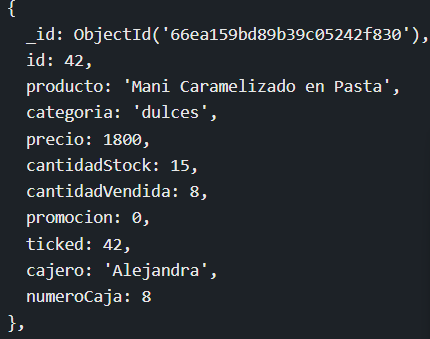 {
_id: ObjectId('66ea159bd89b39c05242f830'),
id: 42,
producto: 'Mani Caramelizado en Pasta',
categoria: 'dulces',
precio: 1800,
cantidadStock: 15,
cantidadVendida: 8,
promocion: 0,
ticked: 42,
cajero: 'Alejandra',
numeroCaja: 8
},